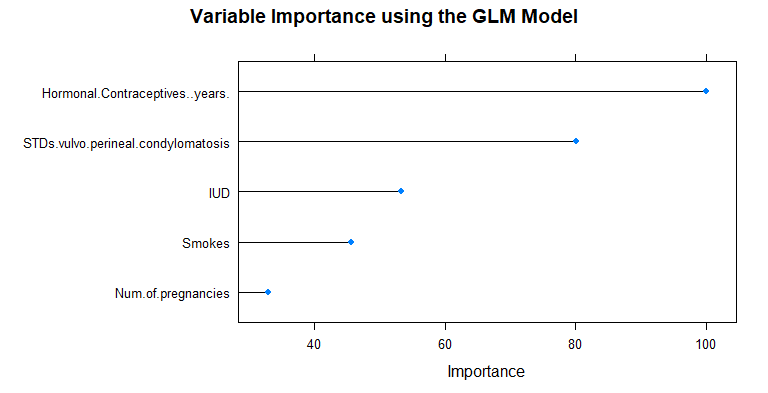 Variable Importance using the GLM Model
Hormonal.Contraceptives..years.
STDs.vulvo.perineal.condylomatosis
IUD
Smokes
Num.of.pregnancies
40 60 80 100
Importance